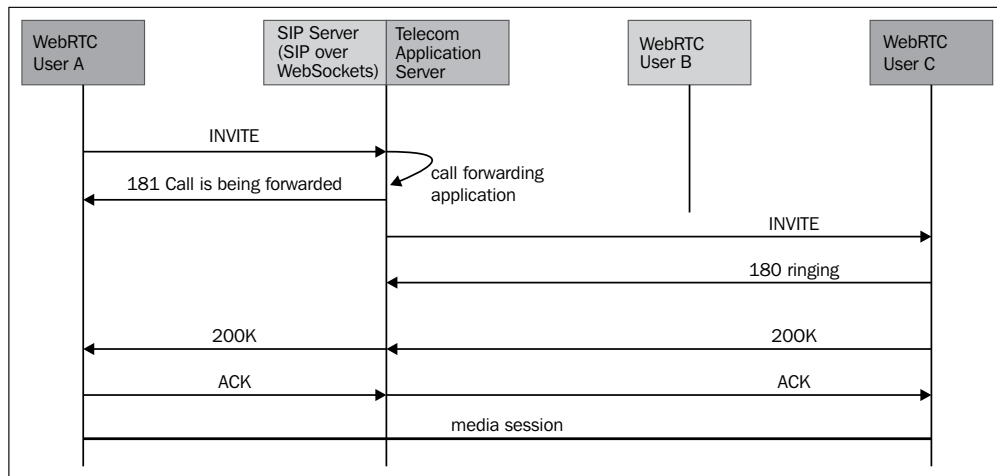 WebRTC
User A
SIP Server
(SIP over
WebSockets)
Telecom
Application
Server
WebRTC
User B
WebRTC
User C
INVITE
call forwarding
application
181 Call is being forwarded
INVITE
180 ringing
200K
200K
ACK
ACK
media session